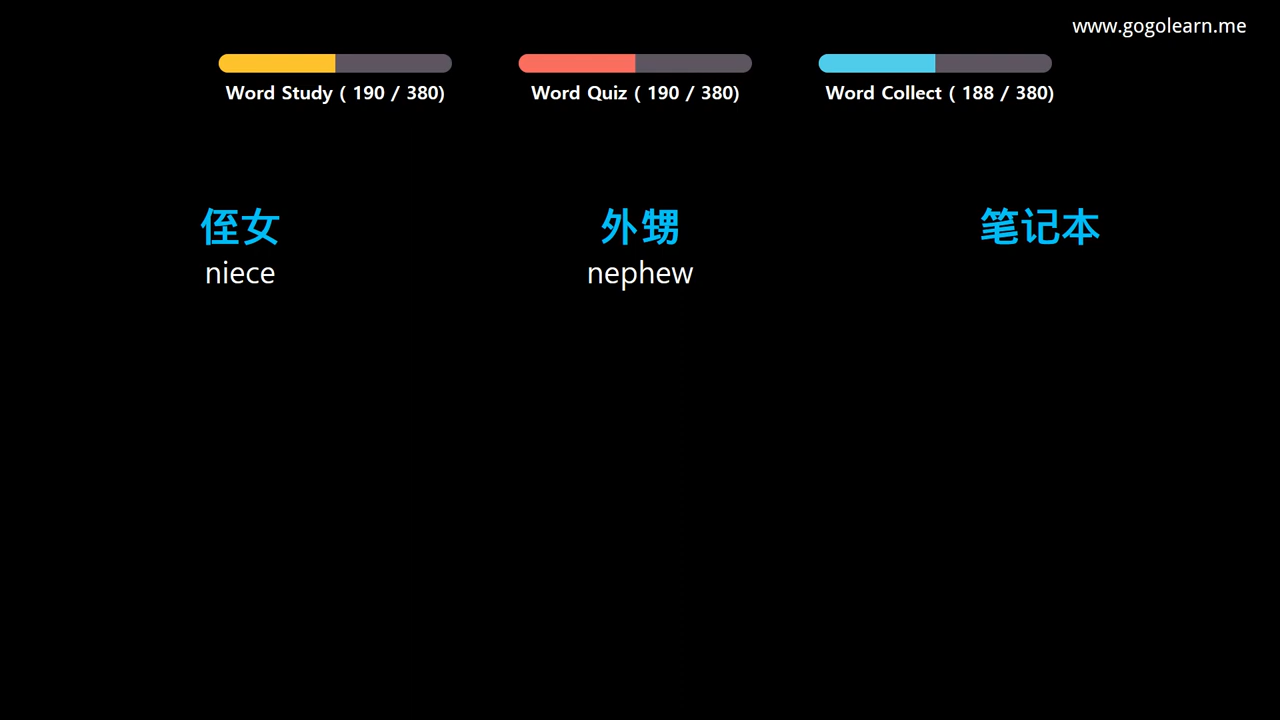 www.gogolearn.me
Word Study ( 190 / 380)
Word Quiz ( 190 / 380)
Word Collect ( 188 / 380)
侄女
外甥
笔记本
niece
nephew